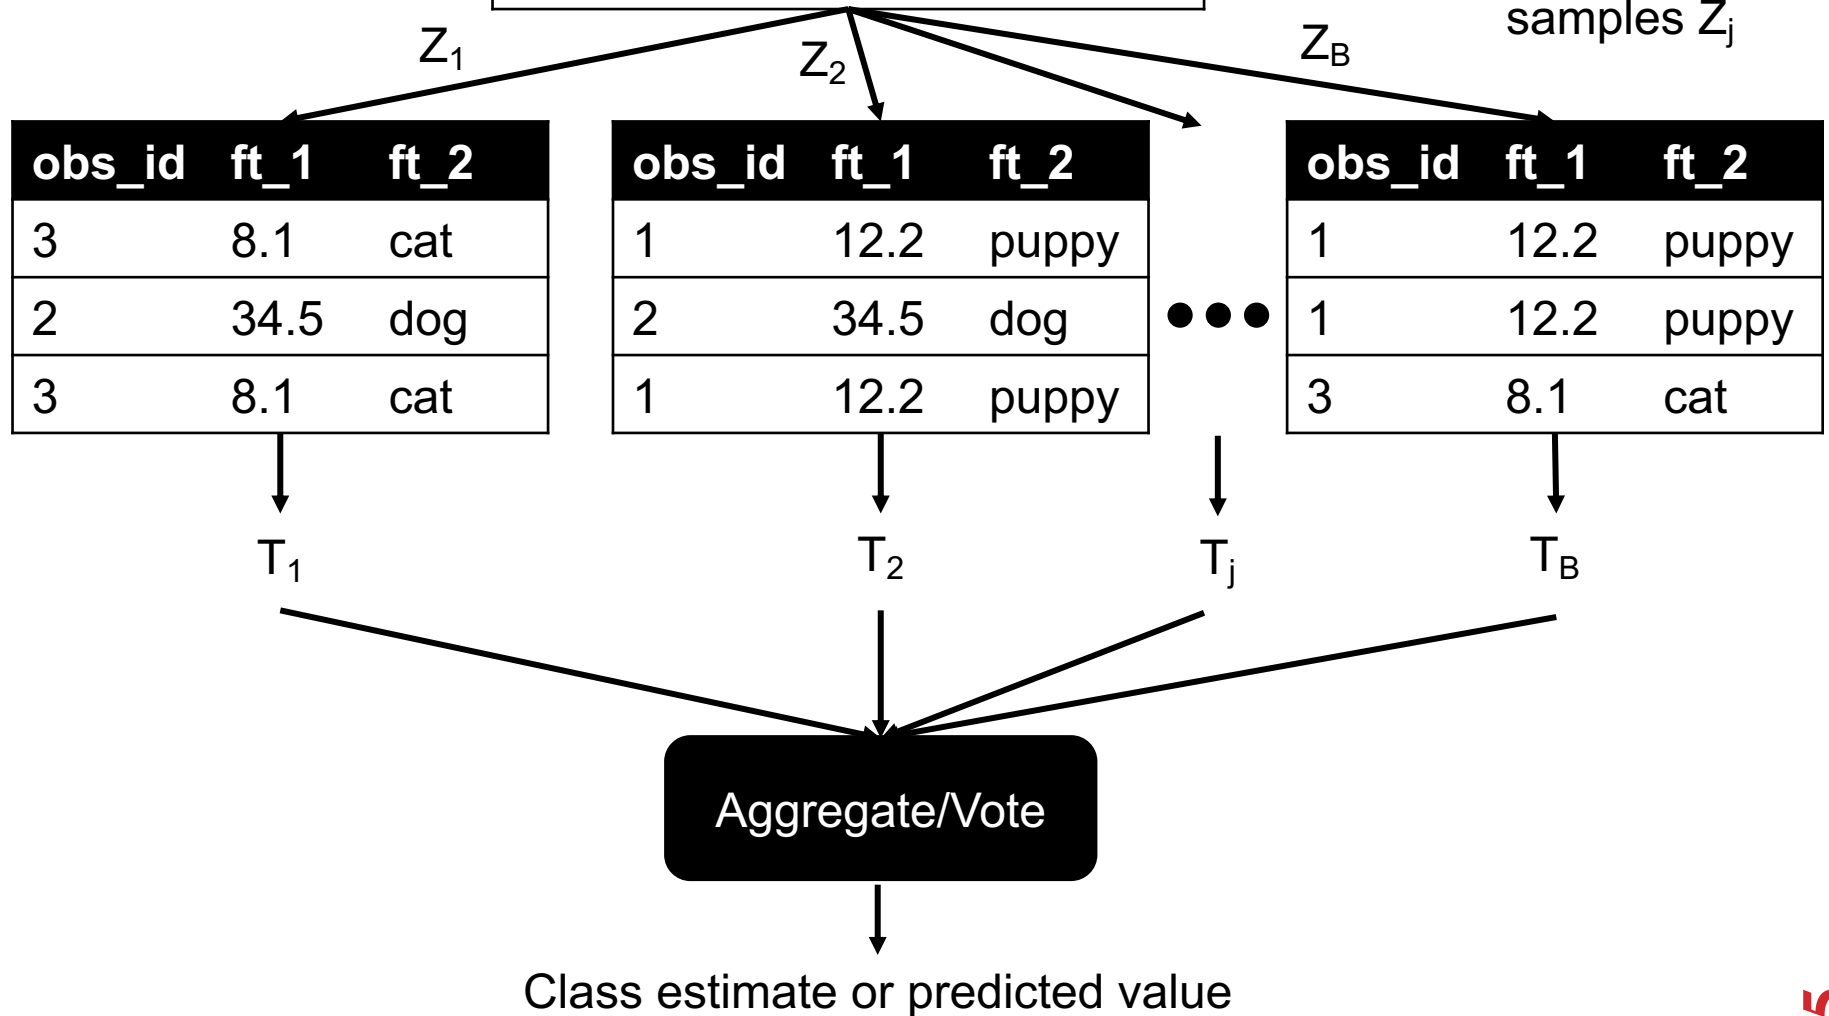 samples Zj
Z1 Z2 ZB
obs_id ft_1 ft_2
3 8.1 cat
2 34.5 dog
3 8.1 cat
obs_id ft_1 ft_2
1 12.2 puppy
2 34.5 dog
1 12.2 puppy
obs_id ft_1 ft_2
1 12.2 puppy
1 12.2 puppy
3 8.1 cat
T1 T2 Tj TB
Aggregate/Vote
Class estimate or predicted value